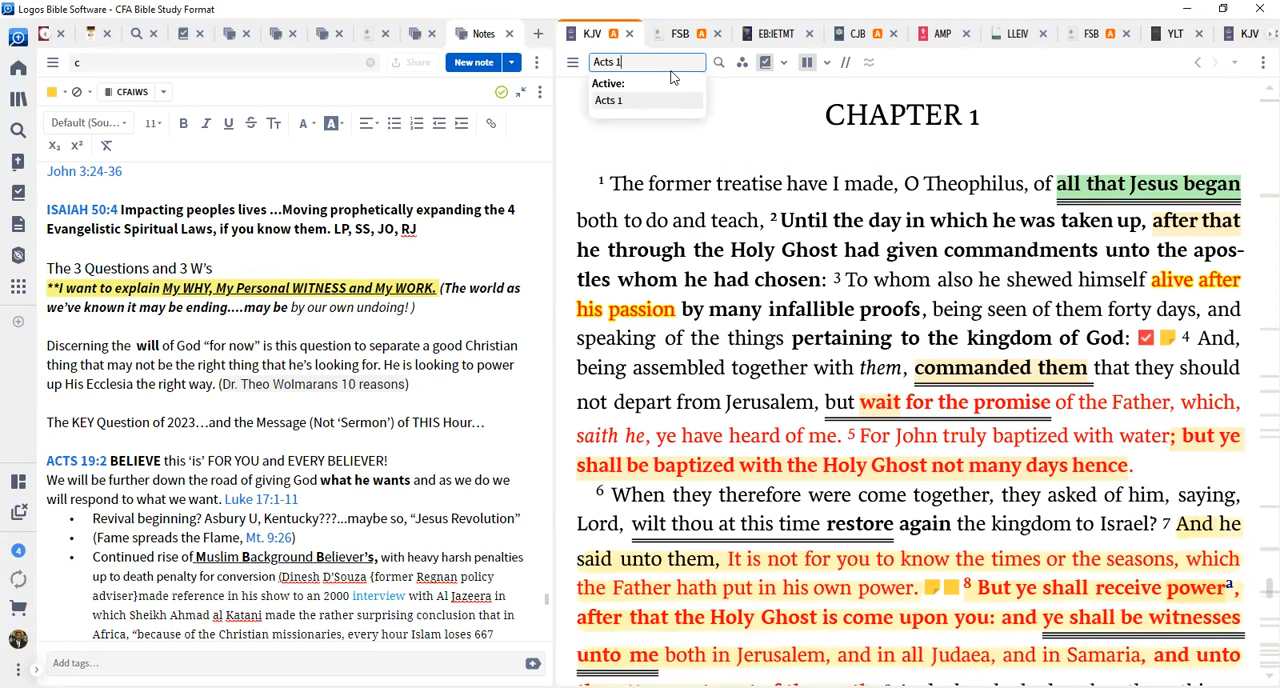 Logos Bible Software - CFA Bible Study Format
Notes
KJV A
FSB A
EB:IETMT
CJB A
AMP
LLEIV
FSB A
YLT
KJV
c
Share
New note
Acts 1
Active:
Acts 1
CFAIWS
Default (Sou...
11
B I U S Tт A A
X₂ X²
John 3:24-36
ISAIAH 50:4 Impacting peoples lives ...Moving prophetically expanding the 4
Evangelistic Spiritual Laws, if you know them. LP, SS, JO, RJ
The 3 Questions and 3 W's
**I want to explain My WHY, My Personal WITNESS and My WORK. (The world as
we've known it may be ending....may be by our own undoing! )
Discerning the will of God “for now” is this question to separate a good Christian
thing that may not be the right thing that he's looking for. He is looking to power
up His Ecclesia the right way. (Dr. Theo Wolmarans 10 reasons)
The KEY Question of 2023...and the Message (Not ‘Sermon’) of THIS Hour...
ACTS 19:2 BELIEVE this ‘is’ FOR YOU and EVERY BELIEVER!
We will be further down the road of giving God what he wants and as we do we
will respond to what we want. Luke 17:1-11
• Revival beginning? Asbury U, Kentucky???...maybe so, “Jesus Revolution”
• (Fame spreads the Flame, Mt. 9:26)
• Continued rise of Muslim Background Believer's, with heavy harsh penalties
up to death penalty for conversion (Dinesh D'Souza {former Regnan policy
adviser}made reference in his show to an 2000 interview with Al Jazeera in
which Sheikh Ahmad al Katani made the rather surprising conclusion that in
Africa, “because of the Christian missionaries, every hour Islam loses 667
Add tags...
4
CHAPTER 1
1 The former treatise have I made, O Theophilus, of all that Jesus began
both to do and teach, 2 Until the day in which he was taken up, after that
he through the Holy Ghost had given commandments unto the apos-
tles whom he had chosen: 3 To whom also he shewed himself alive after
his passion by many infallible proofs, being seen of them forty days, and
speaking of the things pertaining to the kingdom of God: 4 And,
being assembled together with them, commanded them that they should
not depart from Jerusalem, but wait for the promise of the Father, which,
saith he, ye have heard of me. 5 For John truly baptized with water; but ye
shall be baptized with the Holy Ghost not many days hence.
6 When they therefore were come together, they asked of him, saying,
Lord, wilt thou at this time restore again the kingdom to Israel? 7 And he
said unto them, It is not for you to know the times or the seasons, which
the Father hath put in his own power. 8 But ye shall receive powera,
after that the Holy Ghost is come upon you: and ye shall be witnesses
unto me both in Jerusalem, and in all Judaea, and in Samaria, and unto